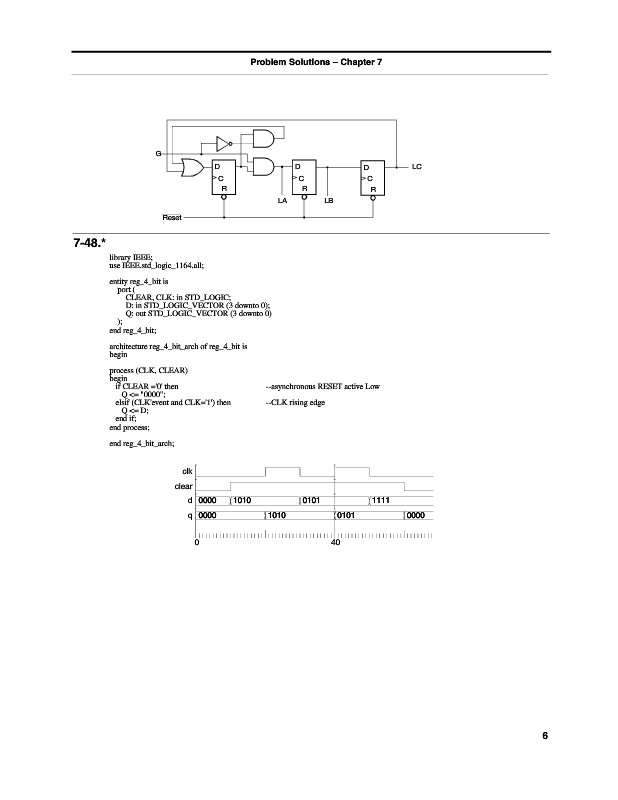 Problem Solutions – Chapter 7
G
D
C
R
D
C
R
D
C
R
LA
LB
LC
Reset
7-48.*
library IEEE;
use IEEE.std_logic_1164.all;
entity reg_4_bit is
port (
CLEAR, CLK: in STD_LOGIC;
D: in STD_LOGIC_VECTOR (3 downto 0);
Q: out STD_LOGIC_VECTOR (3 downto 0)
);
end reg_4_bit;
architecture reg_4_bit_arch of reg_4_bit is
begin
process (CLK, CLEAR)
begin
if CLEAR ='0' then --asynchronous RESET active Low
Q <= "0000";
elsif (CLK'event and CLK='1') then --CLK rising edge
Q <= D;
end if;
end process;
end reg_4_bit_arch;
clk
clear
d 0000 1010 0101 1111
q 0000 1010 0101 0000
0 40
6